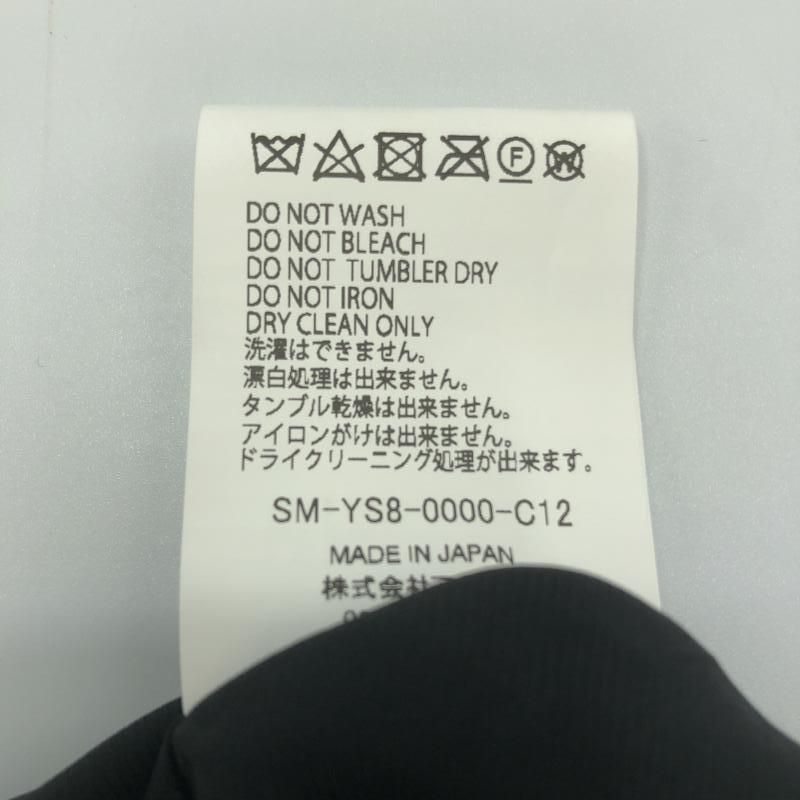 F W
DO NOT WASH
DO NOT BLEACH
DO NOT TUMBLER DRY
DO NOT IRON
DRY CLEAN ONLY
洗濯はできません。
漂白処理は出来ません。
タンブル乾燥は出来ません。
アイロンがけは出来ません。
ドライクリーニング処理が出来ます。
SM-YS8-0000-C12
MADE IN JAPAN
株式会